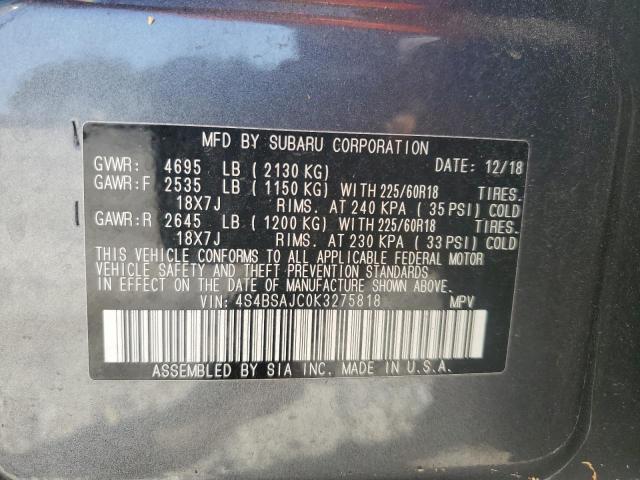 MFD BY SUBARU CORPORATION
GVWR: 4695 LB ( 2130 KG) DATE: 12/18
GAWR:F 2535 LB ( 1150 KG) WITH 225/60R18 TIRES.
18X7J RIMS. AT 240 KPA ( 35 PSI) COLD
GAWR:R 2645 LB ( 1200 KG) WITH 225/60R18 TIRES.
18X7J RIMS. AT 230 KPA ( 33 PSI) COLD
THIS VEHICLE CONFORMS TO ALL APPLICABLE FEDERAL MOTOR
VEHICLE SAFETY AND THEFT PREVENTION STANDARDS
IN EFFECT ON THE DATE OF MANUFACTURE SHOWN ABOVE.
VIN: 4S4BSAJC0K3275818 MPV
ASSEMBLED BY SIA INC. MADE IN U.S.A.